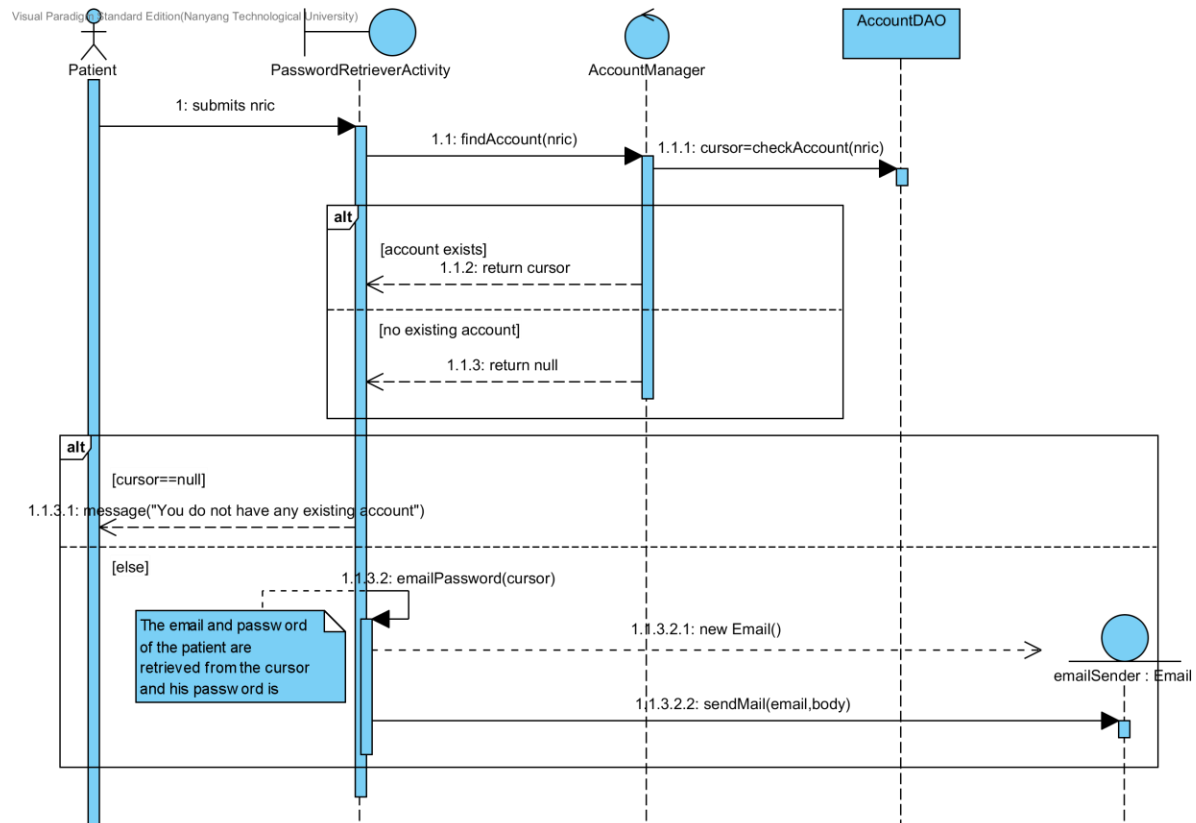 Visual Paradigm Standard Edition(Nanyang Technological University)
Patient
PasswordRetrieverActivity
AccountManager
AccountDAO
1: submits nric
1.1: findAccount(nric)
1.1.1: cursor=checkAccount(nric)
alt
[account exists]
1.1.2: return cursor
[no existing account]
1.1.3: return null
alt
[cursor==null]
1.1.3.1: message("You do not have any existing account")
[else]
1.1.3.2: emailPassword(cursor)
The email and password
of the patient are
retrieved from the cursor
and his password is
1.1.3.2.1: new Email()
emailSender : Email
1.1.3.2.2: sendMail(email,body)